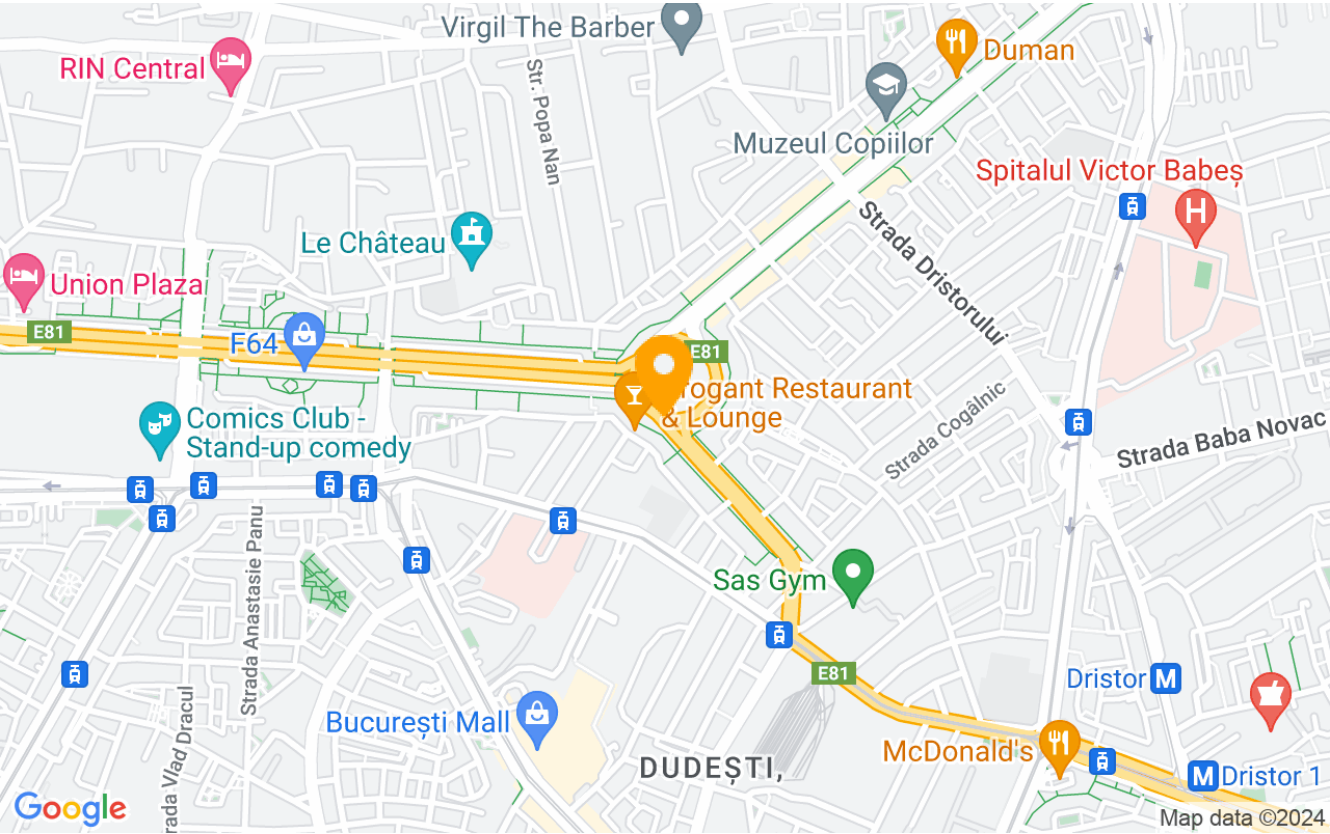 Virgil The Barber
Duman
RIN Central
Str. Popa Nan
Muzeul Copiilor
Spitalul Victor Babeș
H
Strada Dristorului
Le Château
Union Plaza
E81
F64
E81
rogant Restaurant
& Lounge
Strada Cogâlnic
Comics Club -
Stand-up comedy
Strada Baba Novac
Strada Anastasie Panu
Sas Gym
E81
Dristor M
București Mall
rada Vlad Dracul
McDonald's
DUDEȘTI,
M Dristor 1
Google
Map data ©2024